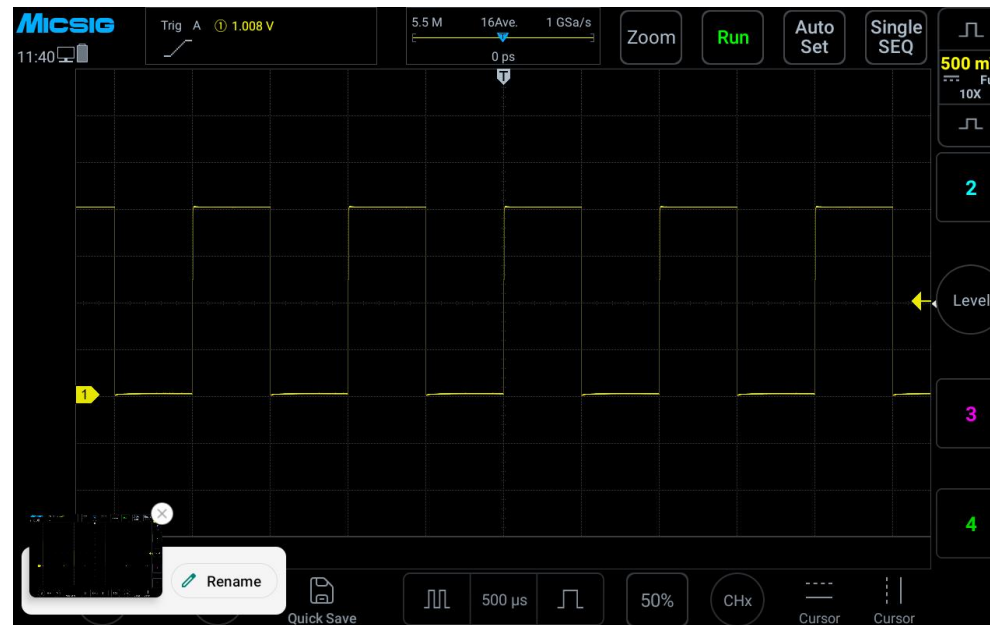 Micsig
11:40
Trig A ① 1.008 V
5.5 M 16Ave. 1 GSa/s
0 ps
Zoom
Run
Auto
Set
Single
SEQ
T
500 m
Fu
10X
2
Level
1
3
4
Rename
Quick Save
500 µs
50%
CHx
Cursor
Cursor